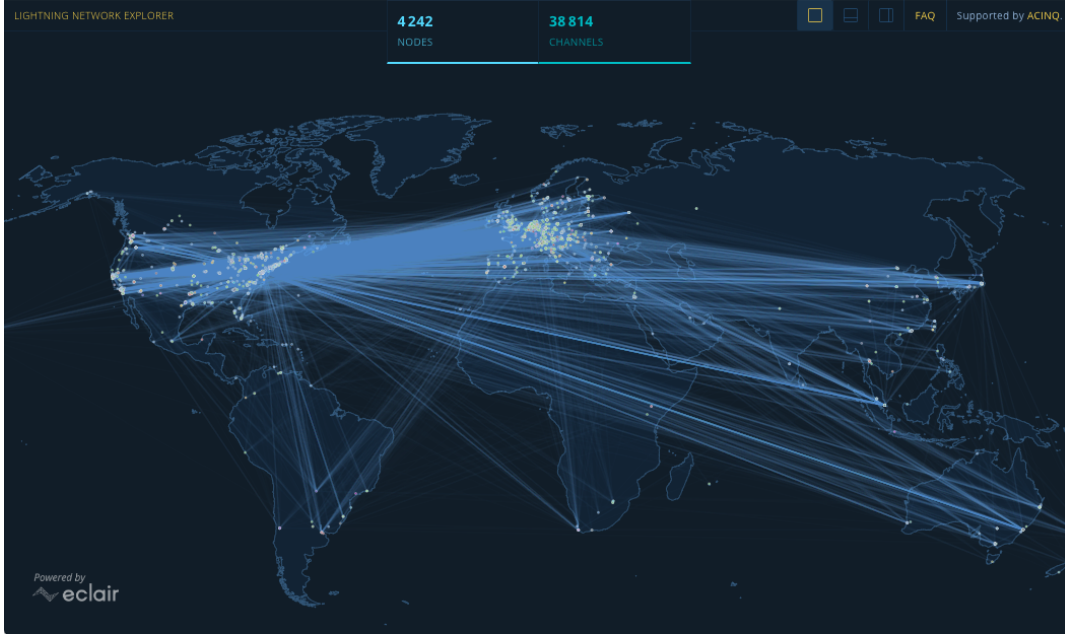 LIGHTNING NETWORK EXPLORER
4 242
NODES
38 814
CHANNELS
FAQ
Supported by ACINQ.
Powered by
eclair